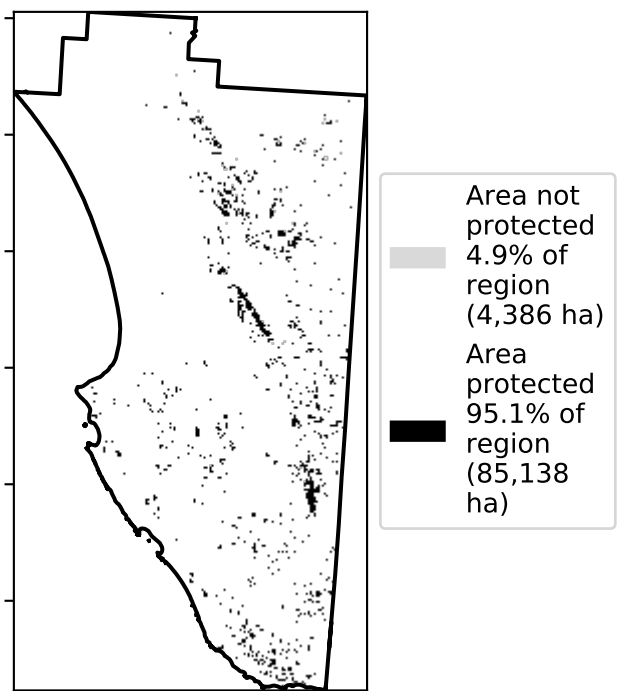 Area not
protected
4.9% of
region
(4,386 ha)
Area
protected
95.1% of
region
(85,138
ha)